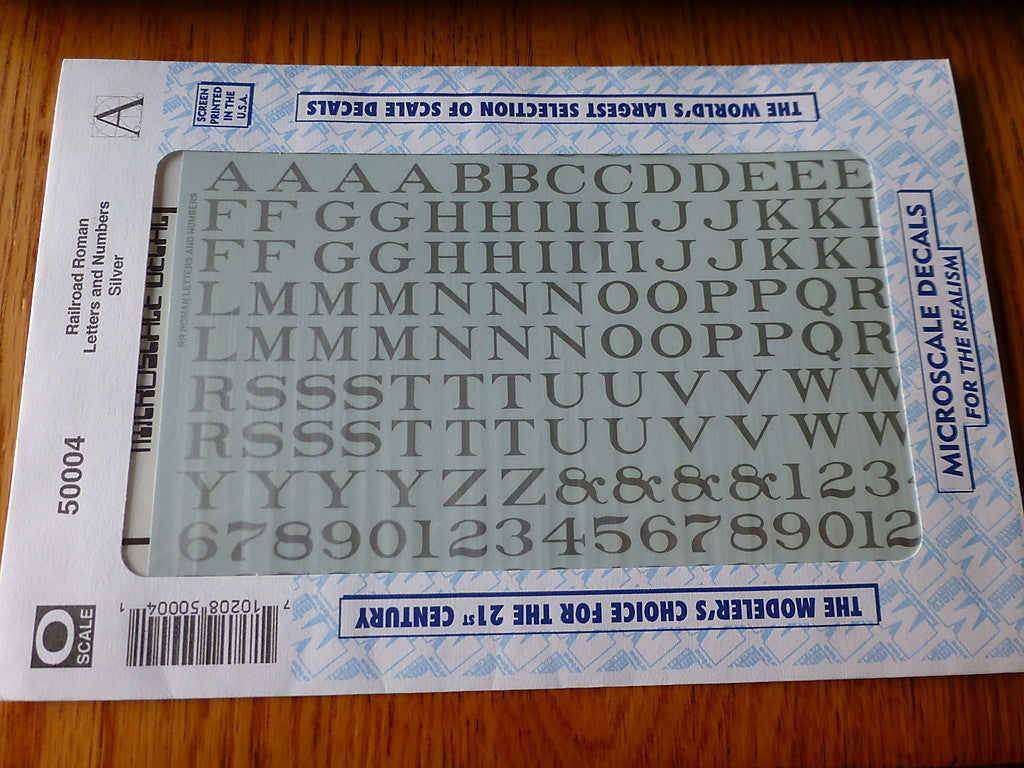 A
SCREEN
PRINTED
IN THE
U.S.A.
THE WORLD'S LARGEST SELECTION OF SCALE DECALS
Railroad Roman
Letters and Numbers
Silver
50004
O
SCALE
7 10208 50004 1
MICROSCALE DECAL
RR ROMAN LETTERS AND NUMBERS
A A A A B B C C D D E E E
F F G G H H I I I I J J K K L
F F G G H H I I I I J J K K L
L M M M N N N O O P P Q R
L M M M N N N O O P P Q R
R S S S T T T U U V V W W
R S S S T T T U U V V W W
Y Y Y Y Z Z & & & & 1 2 3
6 7 8 9 0 1 2 3 4 5 6 7 8 9 0 1 2
MICROSCALE DECALS
FOR THE REALISM
THE MODELER'S CHOICE FOR THE 21ST CENTURY